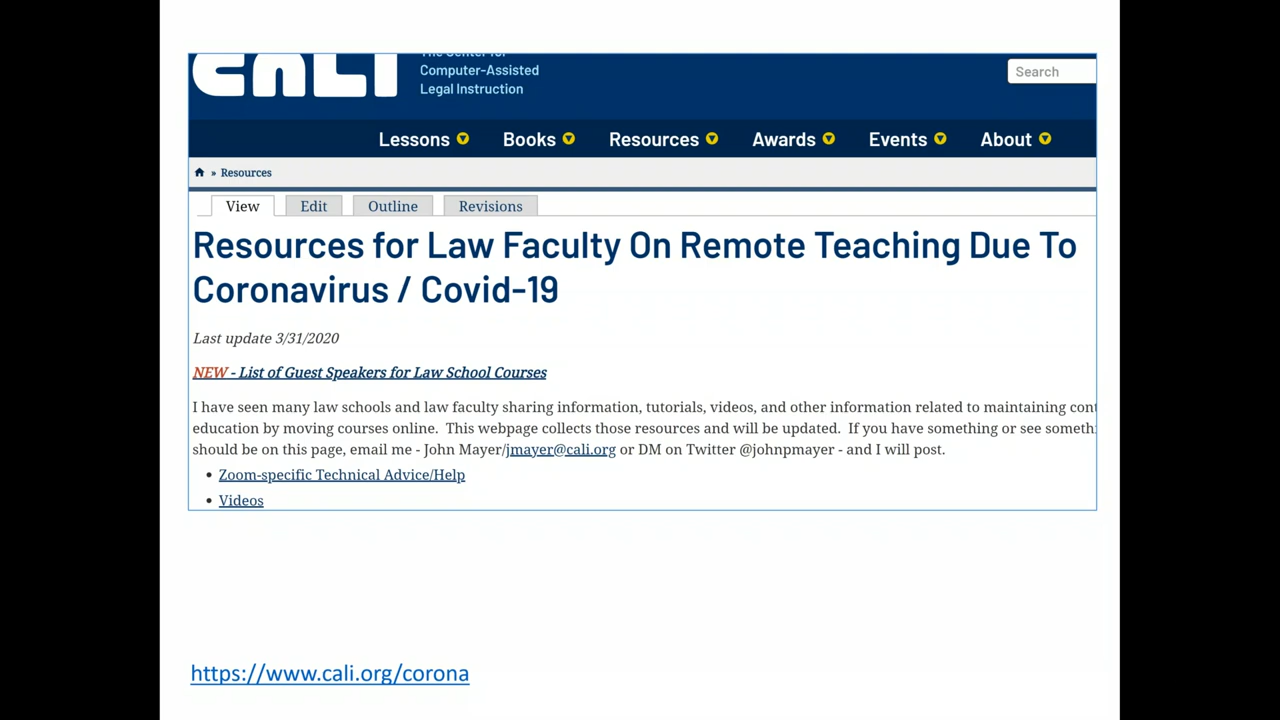 CALI
The Center for
Computer-Assisted
Legal Instruction
Search
Lessons Books Resources Awards Events About
» Resources
View Edit Outline Revisions
Resources for Law Faculty On Remote Teaching Due To
Coronavirus / Covid-19
Last update 3/31/2020
NEW - List of Guest Speakers for Law School Courses
I have seen many law schools and law faculty sharing information, tutorials, videos, and other information related to maintaining cont
education by moving courses online. This webpage collects those resources and will be updated. If you have something or see someth
should be on this page, email me - John Mayer/jmayer@cali.org or DM on Twitter @johnpmayer - and I will post.
• Zoom-specific Technical Advice/Help
• Videos
https://www.cali.org/corona